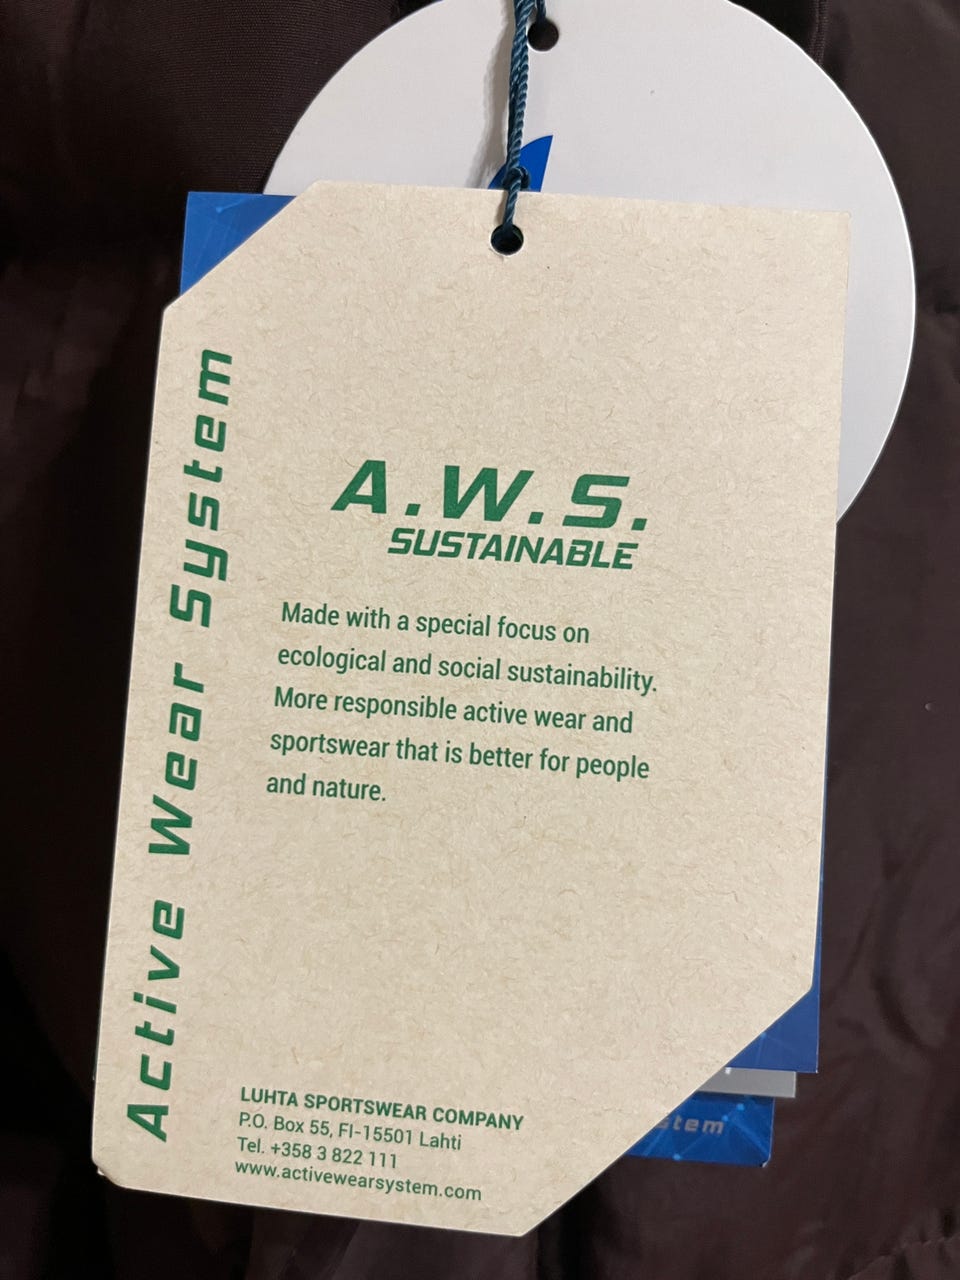 Active Wear System
A.W.S.
SUSTAINABLE
Made with a special focus on
ecological and social sustainability.
More responsible active wear and
sportswear that is better for people
and nature.
LUHTA SPORTSWEAR COMPANY
P.O. Box 55, FI-15501 Lahti
Tel. +358 3 822 111
www.activewearsystem.com
stem